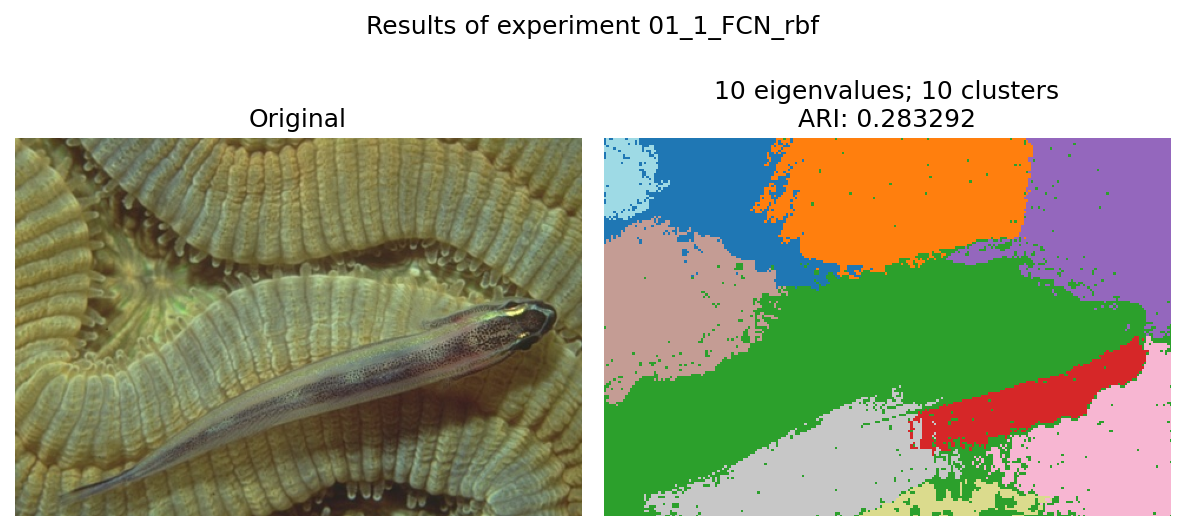 Results of experiment 01_1_FCN_rbf
Original
10 eigenvalues; 10 clusters
ARI: 0.283292